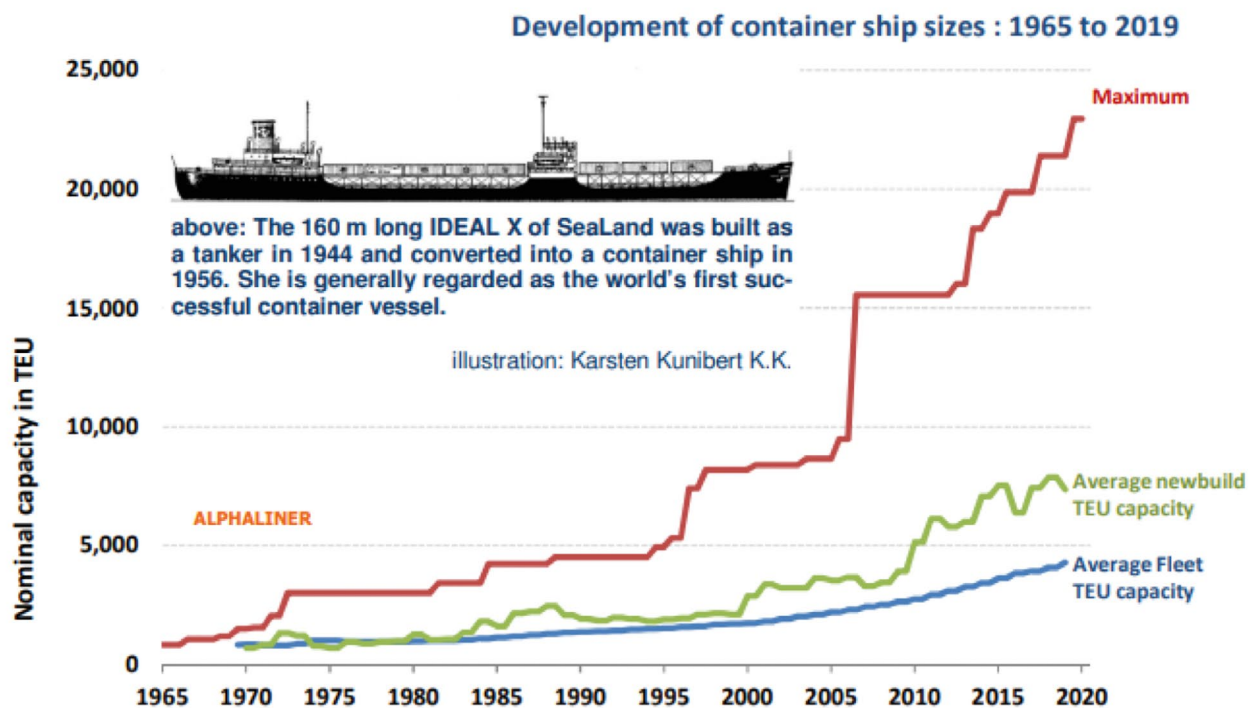 Development of container ship sizes : 1965 to 2019
25,000
Maximum
20,000
above: The 160 m long IDEAL X of SeaLand was built as
a tanker in 1944 and converted into a container ship in
1956. She is generally regarded as the world's first suc-
cessful container vessel.
15,000
illustration: Karsten Kunibert K.K.
Nominal capacity in TEU
10,000
Average newbuild
TEU capacity
ALPHALINER
5,000
Average Fleet
TEU capacity
0
1965 1970 1975 1980 1985 1990 1995 2000 2005 2010 2015 2020